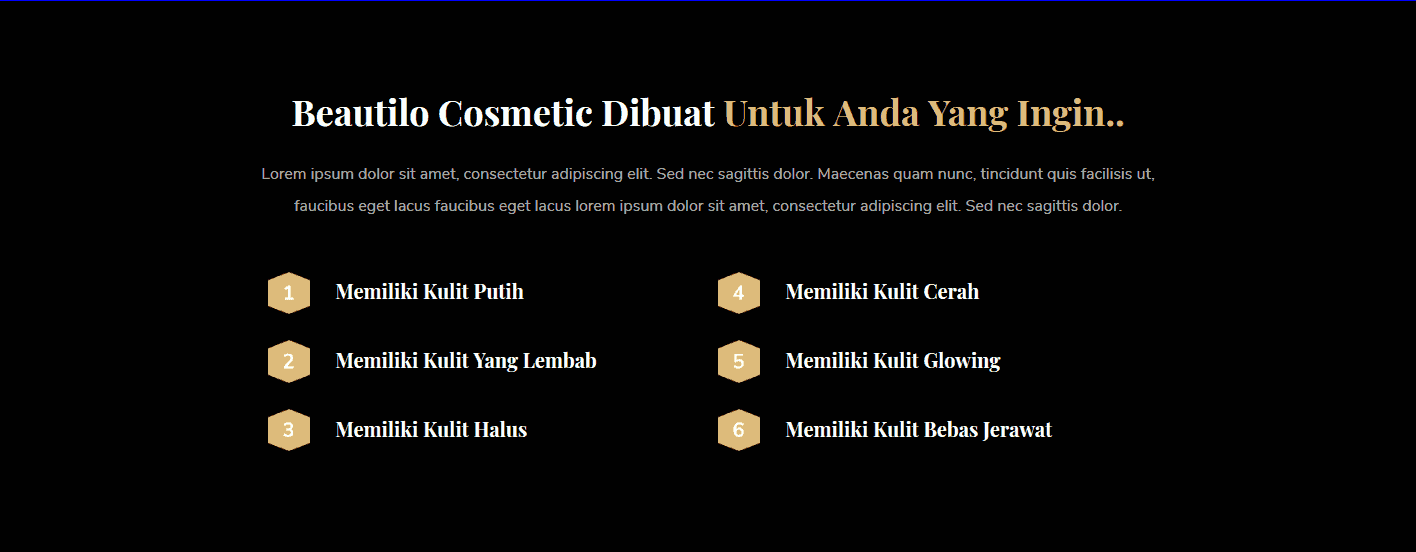 Beautilo Cosmetic Dibuat Untuk Anda Yang Ingin..
Lorem ipsum dolor sit amet, consectetur adipiscing elit. Sed nec sagittis dolor. Maecenas quam nunc, tincidunt quis facilisis ut,
faucibus eget lacus faucibus eget lacus lorem ipsum dolor sit amet, consectetur adipiscing elit. Sed nec sagittis dolor.
1 Memiliki Kulit Putih
2 Memiliki Kulit Yang Lembab
3 Memiliki Kulit Halus
4 Memiliki Kulit Cerah
5 Memiliki Kulit Glowing
6 Memiliki Kulit Bebas Jerawat